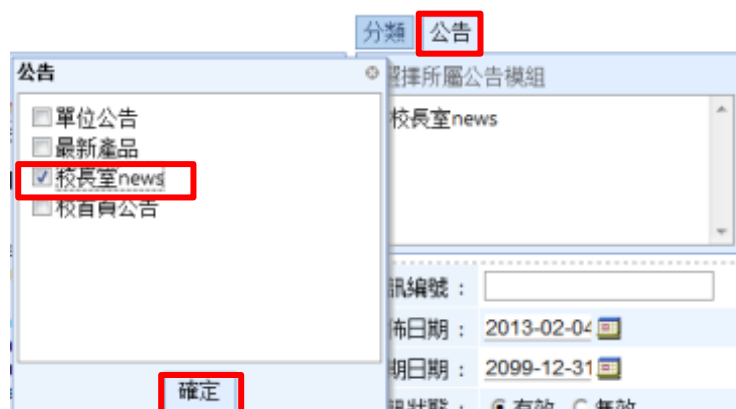 分類 公告
公告
選擇所屬公告模組
單位公告
最新產品
校長室news
校首頁公告
確定
校長室news
訊編號：
佈日期： 2013-02-04
期日期： 2099-12-31
訊狀態： 有效 無效